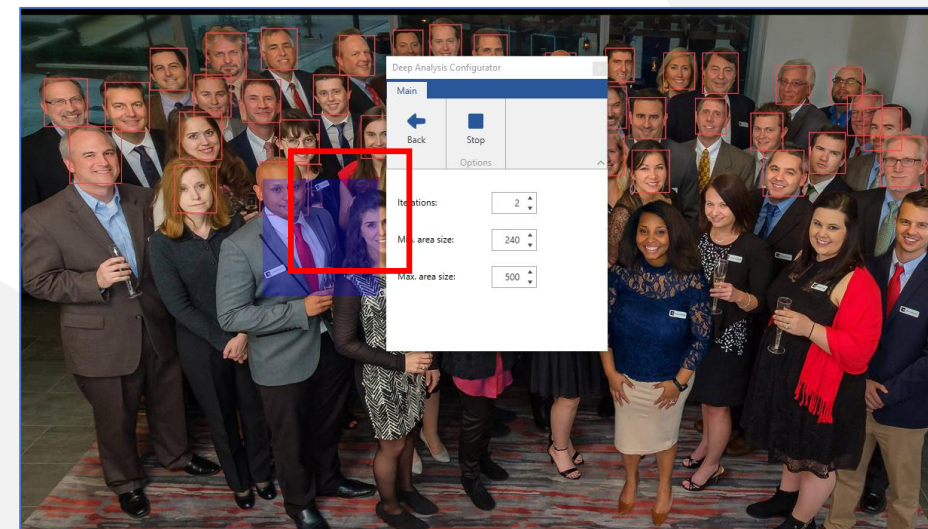 Deep Analysis Configurator
Main
Back
Stop
Options
Iterations:
2
Min. area size:
240
Max. area size:
500